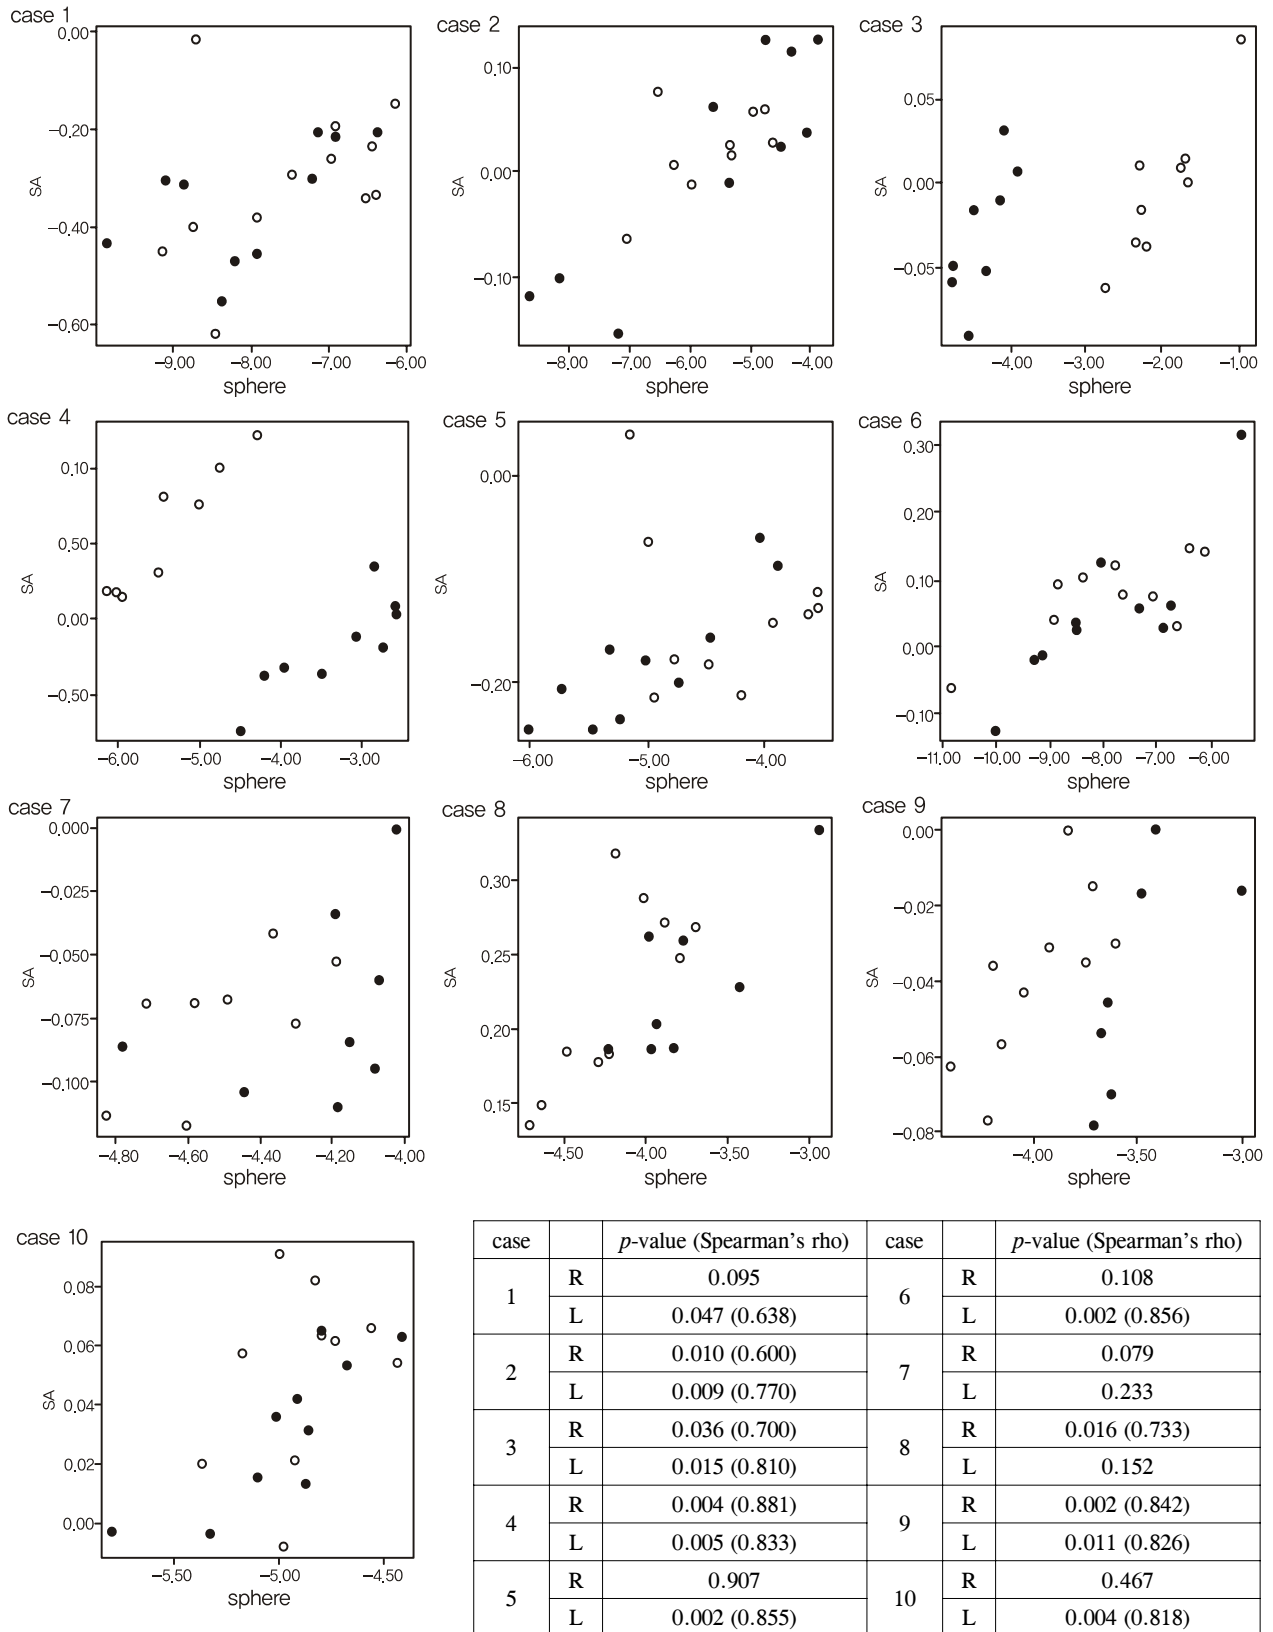 case 1
0.00
−0.20
−0.40
−0.60
SA
−9.00 −8.00 −7.00 −6.00
sphere
case 2
0.10
0.00
−0.10
SA
−8.00 −7.00 −6.00 −5.00 −4.00
sphere
case 3
0.05
0.00
−0.05
SA
−4.00 −3.00 −2.00 −1.00
sphere
case 4
0.10
0.50
0.00
−0.50
SA
−6.00 −5.00 −4.00 −3.00
sphere
case 5
0.00
−0.20
SA
−6.00 −5.00 −4.00
sphere
case 6
0.30
0.20
0.10
0.00
−0.10
SA
−11.00 −10.00 −9.00 −8.00 −7.00 −6.00
sphere
case 7
0.000
−0.025
−0.050
−0.075
−0.100
SA
−4.80 −4.60 −4.40 −4.20 −4.00
sphere
case 8
0.30
0.25
0.20
0.15
SA
−4.50 −4.00 −3.50 −3.00
sphere
case 9
0.00
−0.02
−0.04
−0.06
−0.08
SA
−4.00 −3.50 −3.00
sphere
case 10
0.08
0.06
0.04
0.02
0.00
SA
−5.50 −5.00 −4.50
sphere
case p-value (Spearman's rho) case p-value (Spearman's rho)
1 R 0.095 6 R 0.108
L 0.047 (0.638) L 0.002 (0.856)
2 R 0.010 (0.600) 7 R 0.079
L 0.009 (0.770) L 0.233
3 R 0.036 (0.700) 8 R 0.016 (0.733)
L 0.015 (0.810) L 0.152
4 R 0.004 (0.881) 9 R 0.002 (0.842)
L 0.005 (0.833) L 0.011 (0.826)
5 R 0.907 10 R 0.467
L 0.002 (0.855) L 0.004 (0.818)